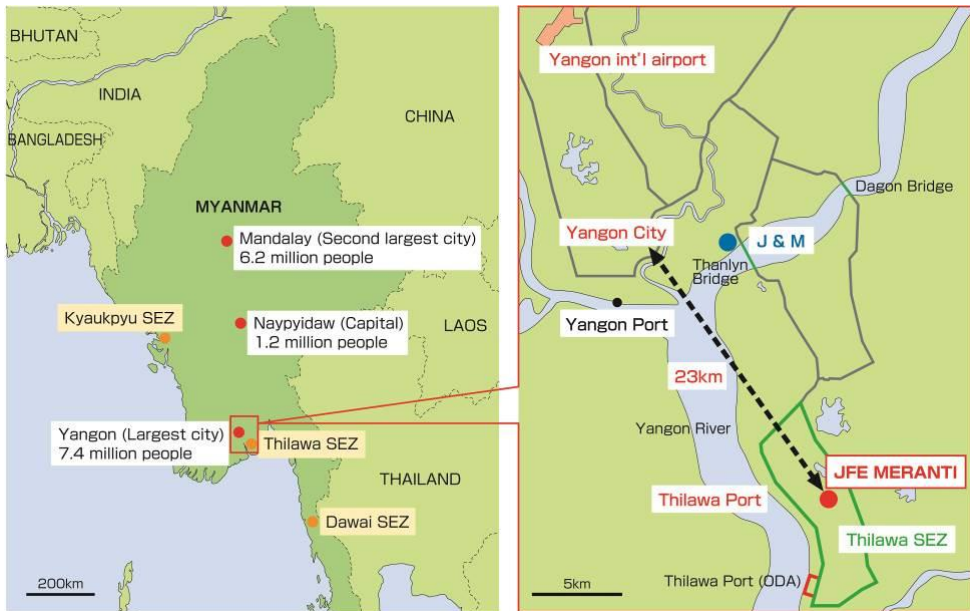 BHUTAN
INDIA
BANGLADESH
CHINA
MYANMAR
Mandalay (Second largest city)
6.2 million people
Kyaukpyu SEZ
Naypyidaw (Capital)
1.2 million people
LAOS
Yangon (Largest city)
7.4 million people
Thilawa SEZ
THAILAND
Dawai SEZ
200km
Yangon int'l airport
Dagon Bridge
Yangon City
J & M
Thanlyn
Bridge
Yangon Port
23km
Yangon River
JFE MERANTI
Thilawa Port
Thilawa SEZ
Thilawa Port (ODA)
5km